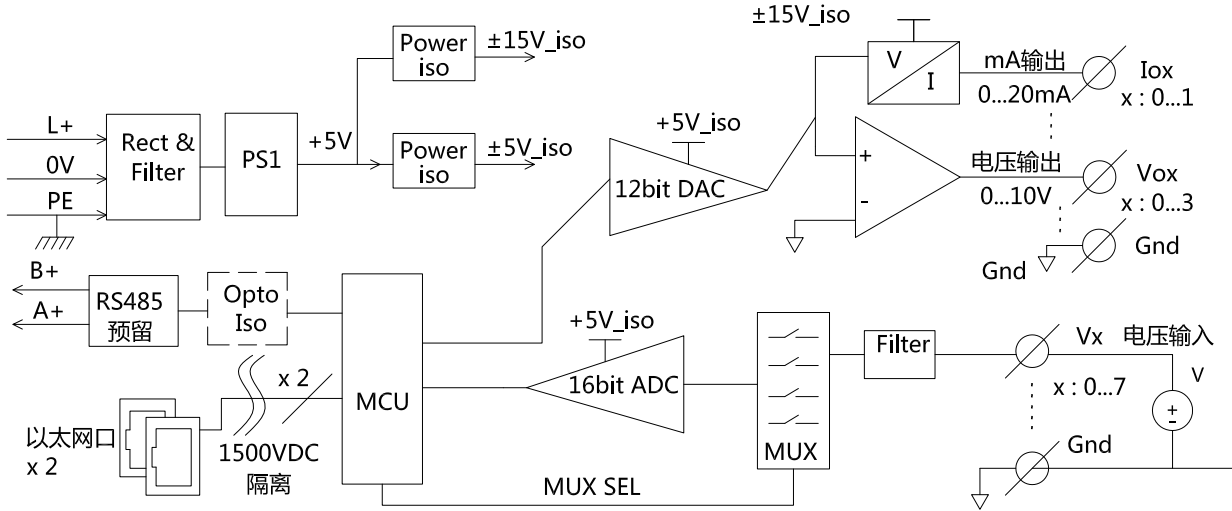 L+
0V
PE
Rect &
Filter
PS1
+5V
Power
iso
±15V_iso
Power
iso
±5V_iso
+5V_iso
12bit DAC
±15V_iso
V
I
mA输出
0...20mA
Iox
x : 0...1
+
-
电压输出
0...10V
Vox
x : 0...3
Gnd
Gnd
B+
A+
RS485
预留
Opto
Iso
x 2
以太网口
x 2
1500VDC
隔离
MCU
+5V_iso
16bit ADC
MUX
MUX SEL
Filter
Vx
x : 0...7
电压输入
V
+
-
Gnd